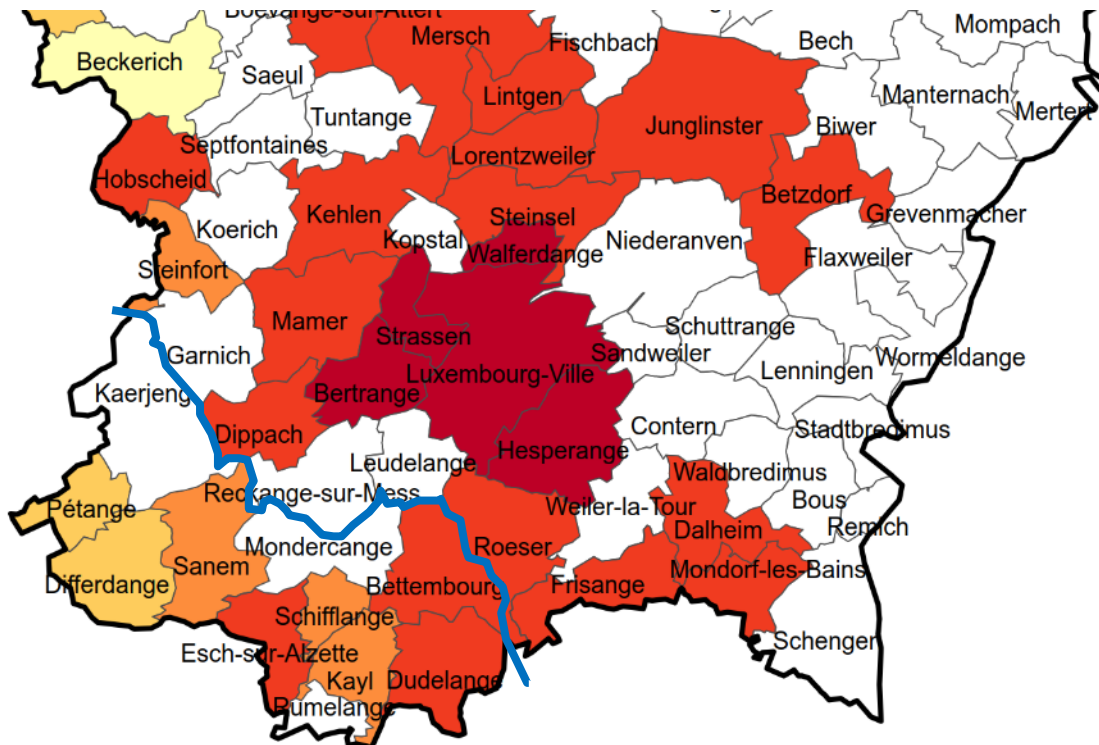 Boevange-sur-Attert
Mersch
Fischbach
Bech
Mompach
Beckerich
Saeul
Lintgen
Manternach
Mertert
Tuntange
Junglinster
Biwer
Septfontaines
Lorentzweiler
Hobscheid
Betzdorf
Kehlen
Steinsel
Grevenmacher
Koerich
Kopstal
Niederanven
Walferdange
Flaxweiler
Steinfort
Mamer
Strassen
Schuttrange
Garnich
Sandweiler
Wormeldange
Luxembourg-Ville
Lenningen
Kaerjeng
Bertrange
Contern
Stadtbredimus
Dippach
Hesperange
Leudelange
Waldbredimus
Reckange-sur-Mess
Bous
Pétange
Weiler-la-Tour
Remich
Dalheim
Mondercange
Roeser
Sanem
Mondorf-les-Bains
Differdange
Bettembourg
Frisange
Schifflange
Schengen
Esch-sur-Alzette
Kayl
Dudelange
Rumelange